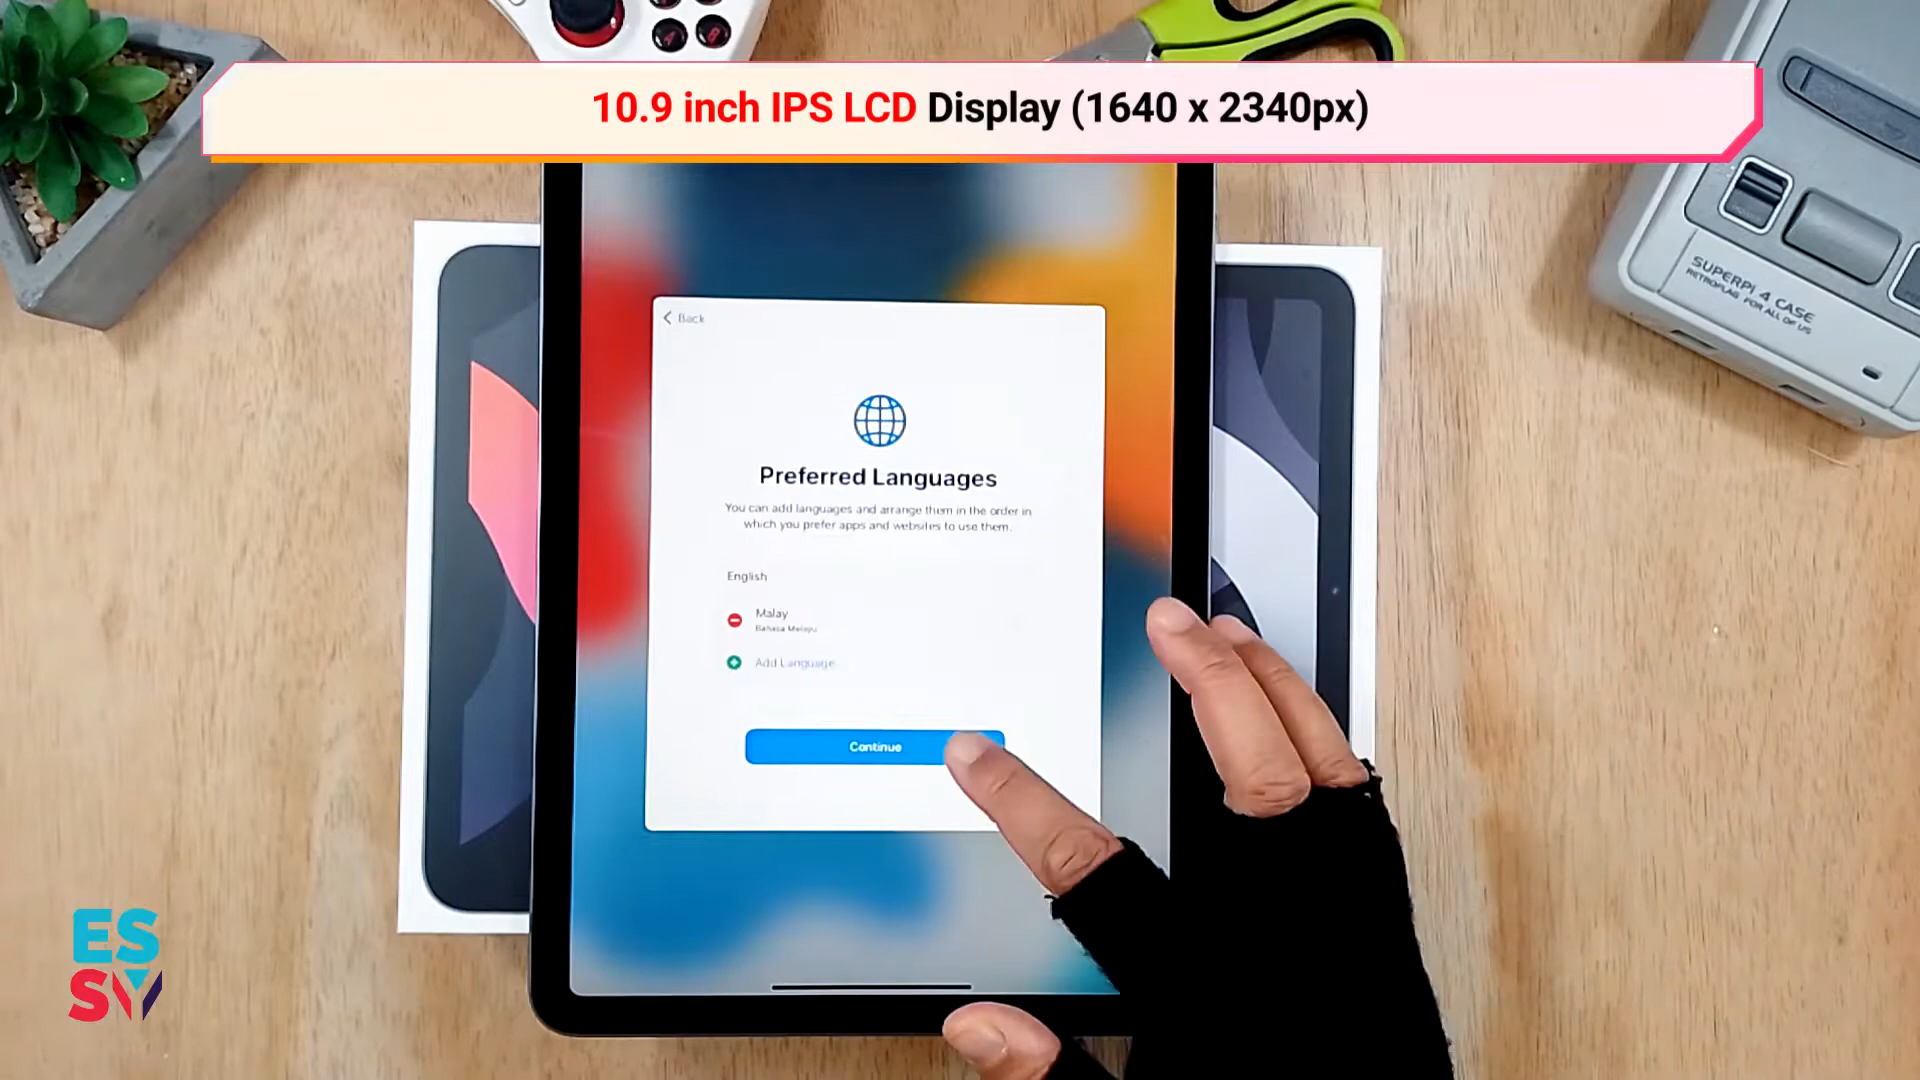 A B
10.9 inch IPS LCD Display (1640 x 2340px)
SUPERPI 4 CASE
RETROFLAG FOR ALL OF US
Back
Preferred Languages
You can add languages and arrange them in the order in
which you prefer apps and websites to use them.
English
Malay
Bahasa Melayu
Add Language
Continue
ES
SV